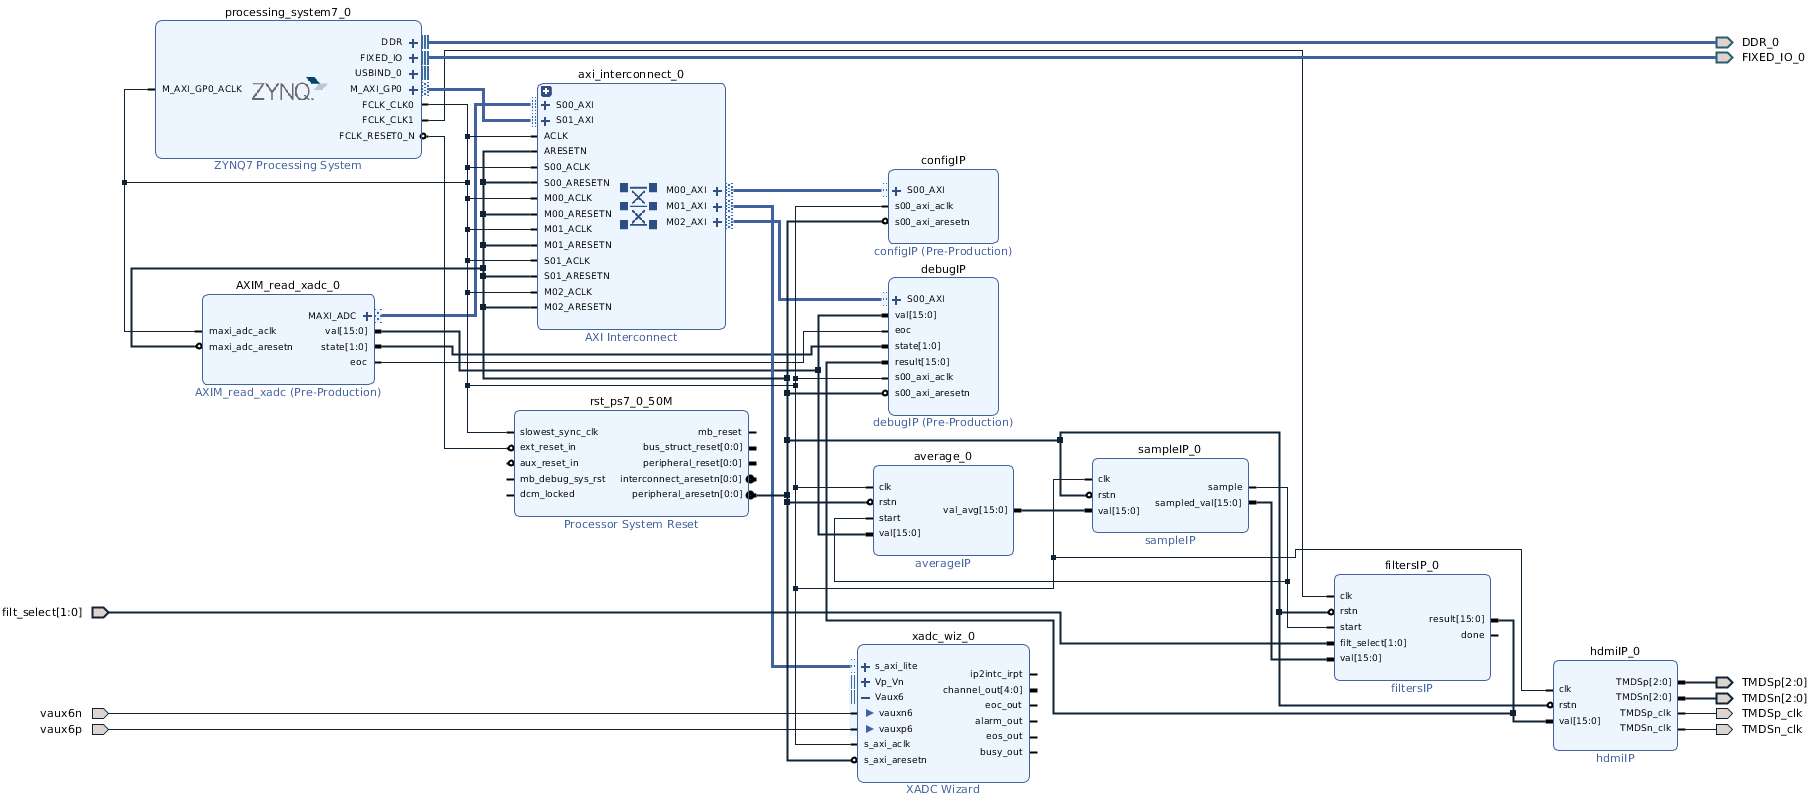 processing_system7_0
DDR
FIXED_IO
USBIND_0
M_AXI_GP0_ACLK
ZYNQ
M_AXI_GP0
FCLK_CLK0
FCLK_CLK1
FCLK_RESET0_N
ZYNQ7 Processing System
DDR_0
FIXED_IO_0
axi_interconnect_0
S00_AXI
S01_AXI
ACLK
ARESETN
S00_ACLK
S00_ARESETN
M00_ACLK
M00_ARESETN
M01_ACLK
M01_ARESETN
S01_ACLK
S01_ARESETN
M02_ACLK
M02_ARESETN
M00_AXI
M01_AXI
M02_AXI
AXI Interconnect
configIP
S00_AXI
s00_axi_aclk
s00_axi_aresetn
configIP (Pre-Production)
debugIP
S00_AXI
val[15:0]
eoc
state[1:0]
result[15:0]
s00_axi_aclk
s00_axi_aresetn
debugIP (Pre-Production)
AXIM_read_xadc_0
MAXI_ADC
maxi_adc_aclk
val[15:0]
maxi_adc_aresetn
state[1:0]
eoc
AXIM_read_xadc (Pre-Production)
rst_ps7_0_50M
slowest_sync_clk
ext_reset_in
aux_reset_in
mb_debug_sys_rst
dcm_locked
mb_reset
bus_struct_reset[0:0]
peripheral_reset[0:0]
interconnect_aresetn[0:0]
peripheral_aresetn[0:0]
Processor System Reset
average_0
clk
rstn
start
val[15:0]
val_avg[15:0]
averageIP
sampleIP_0
clk
rstn
val[15:0]
sample
sampled_val[15:0]
sampleIP
filtersIP_0
clk
rstn
start
filt_select[1:0]
val[15:0]
result[15:0]
done
filtersIP
filt_select[1:0]
vaux6n
vaux6p
xadc_wiz_0
s_axi_lite
Vp_Vn
Vaux6
vauxn6
vauxp6
s_axi_aclk
s_axi_aresetn
ip2intc_irpt
channel_out[4:0]
eoc_out
alarm_out
eos_out
busy_out
XADC Wizard
hdmiIP_0
clk
rstn
val[15:0]
TMDSp[2:0]
TMDSn[2:0]
TMDSp_clk
TMDSn_clk
hdmiIP
TMDSp[2:0]
TMDSn[2:0]
TMDSp_clk
TMDSn_clk